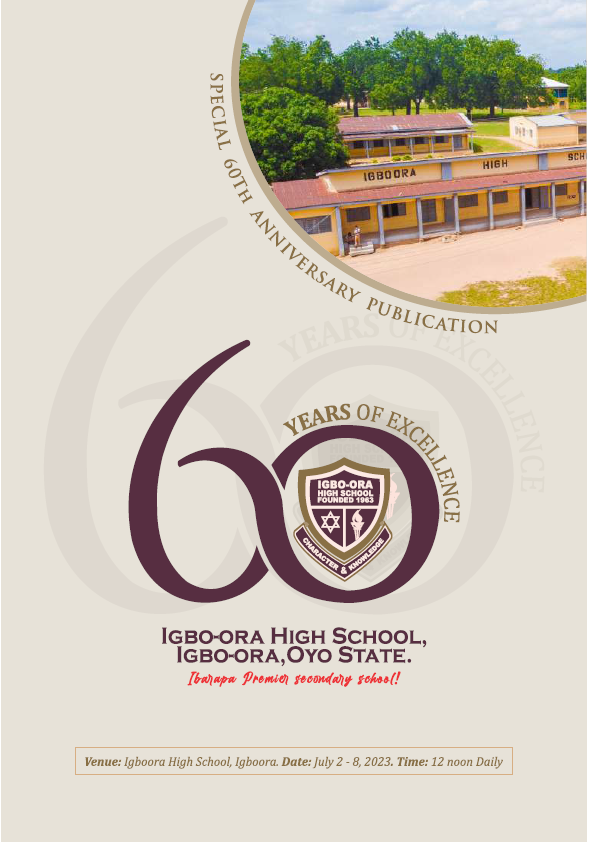 SPECIAL 60TH ANNIVERSARY PUBLICATION
IGBOORA HIGH SCH
YEARS OF EXCELLENCE
60
YEARS OF EXCELLENCE
IGBO-ORA
HIGH SCHOOL
FOUNDED 1963
CHARACTER & KNOWLEDGE
IGBO-ORA HIGH SCHOOL,
IGBO-ORA,OYO STATE.
Ibarapa Premier secondary school!
Venue: Igboora High School, Igboora. Date: July 2 - 8, 2023. Time: 12 noon Daily